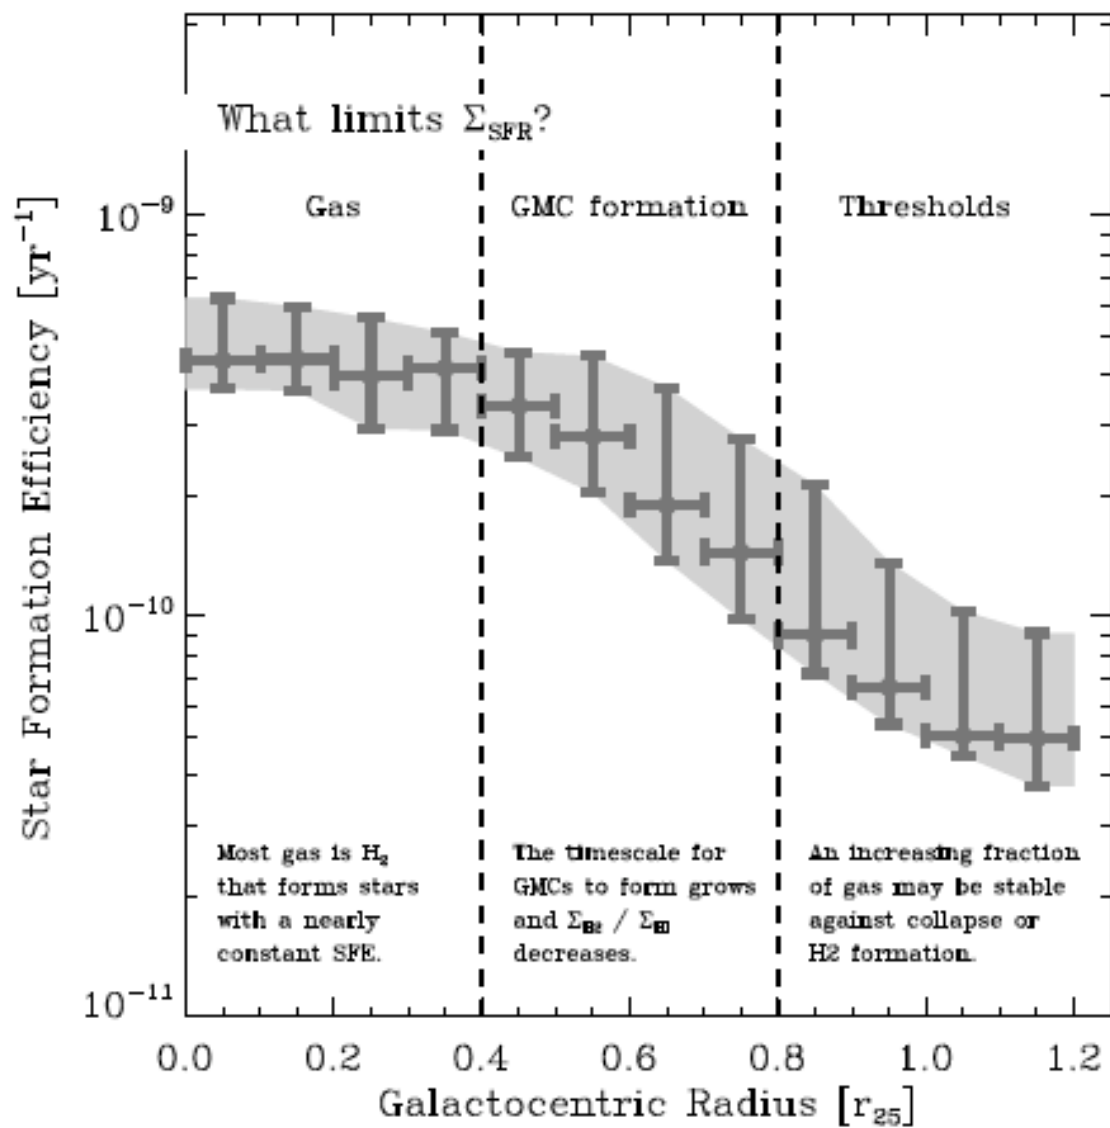 What limits Σ_SFR?
Gas
GMC formation
Thresholds
Star Formation Efficiency [yr⁻¹]
10⁻⁹
10⁻¹⁰
10⁻¹¹
Most gas is H₂
that forms stars
with a nearly
constant SFE.
The timescale for
GMCs to form grows
and Σ_H2 / Σ_HI
decreases.
An increasing fraction
of gas may be stable
against collapse or
H2 formation.
0.0 0.2 0.4 0.6 0.8 1.0 1.2
Galactocentric Radius [r₂₅]